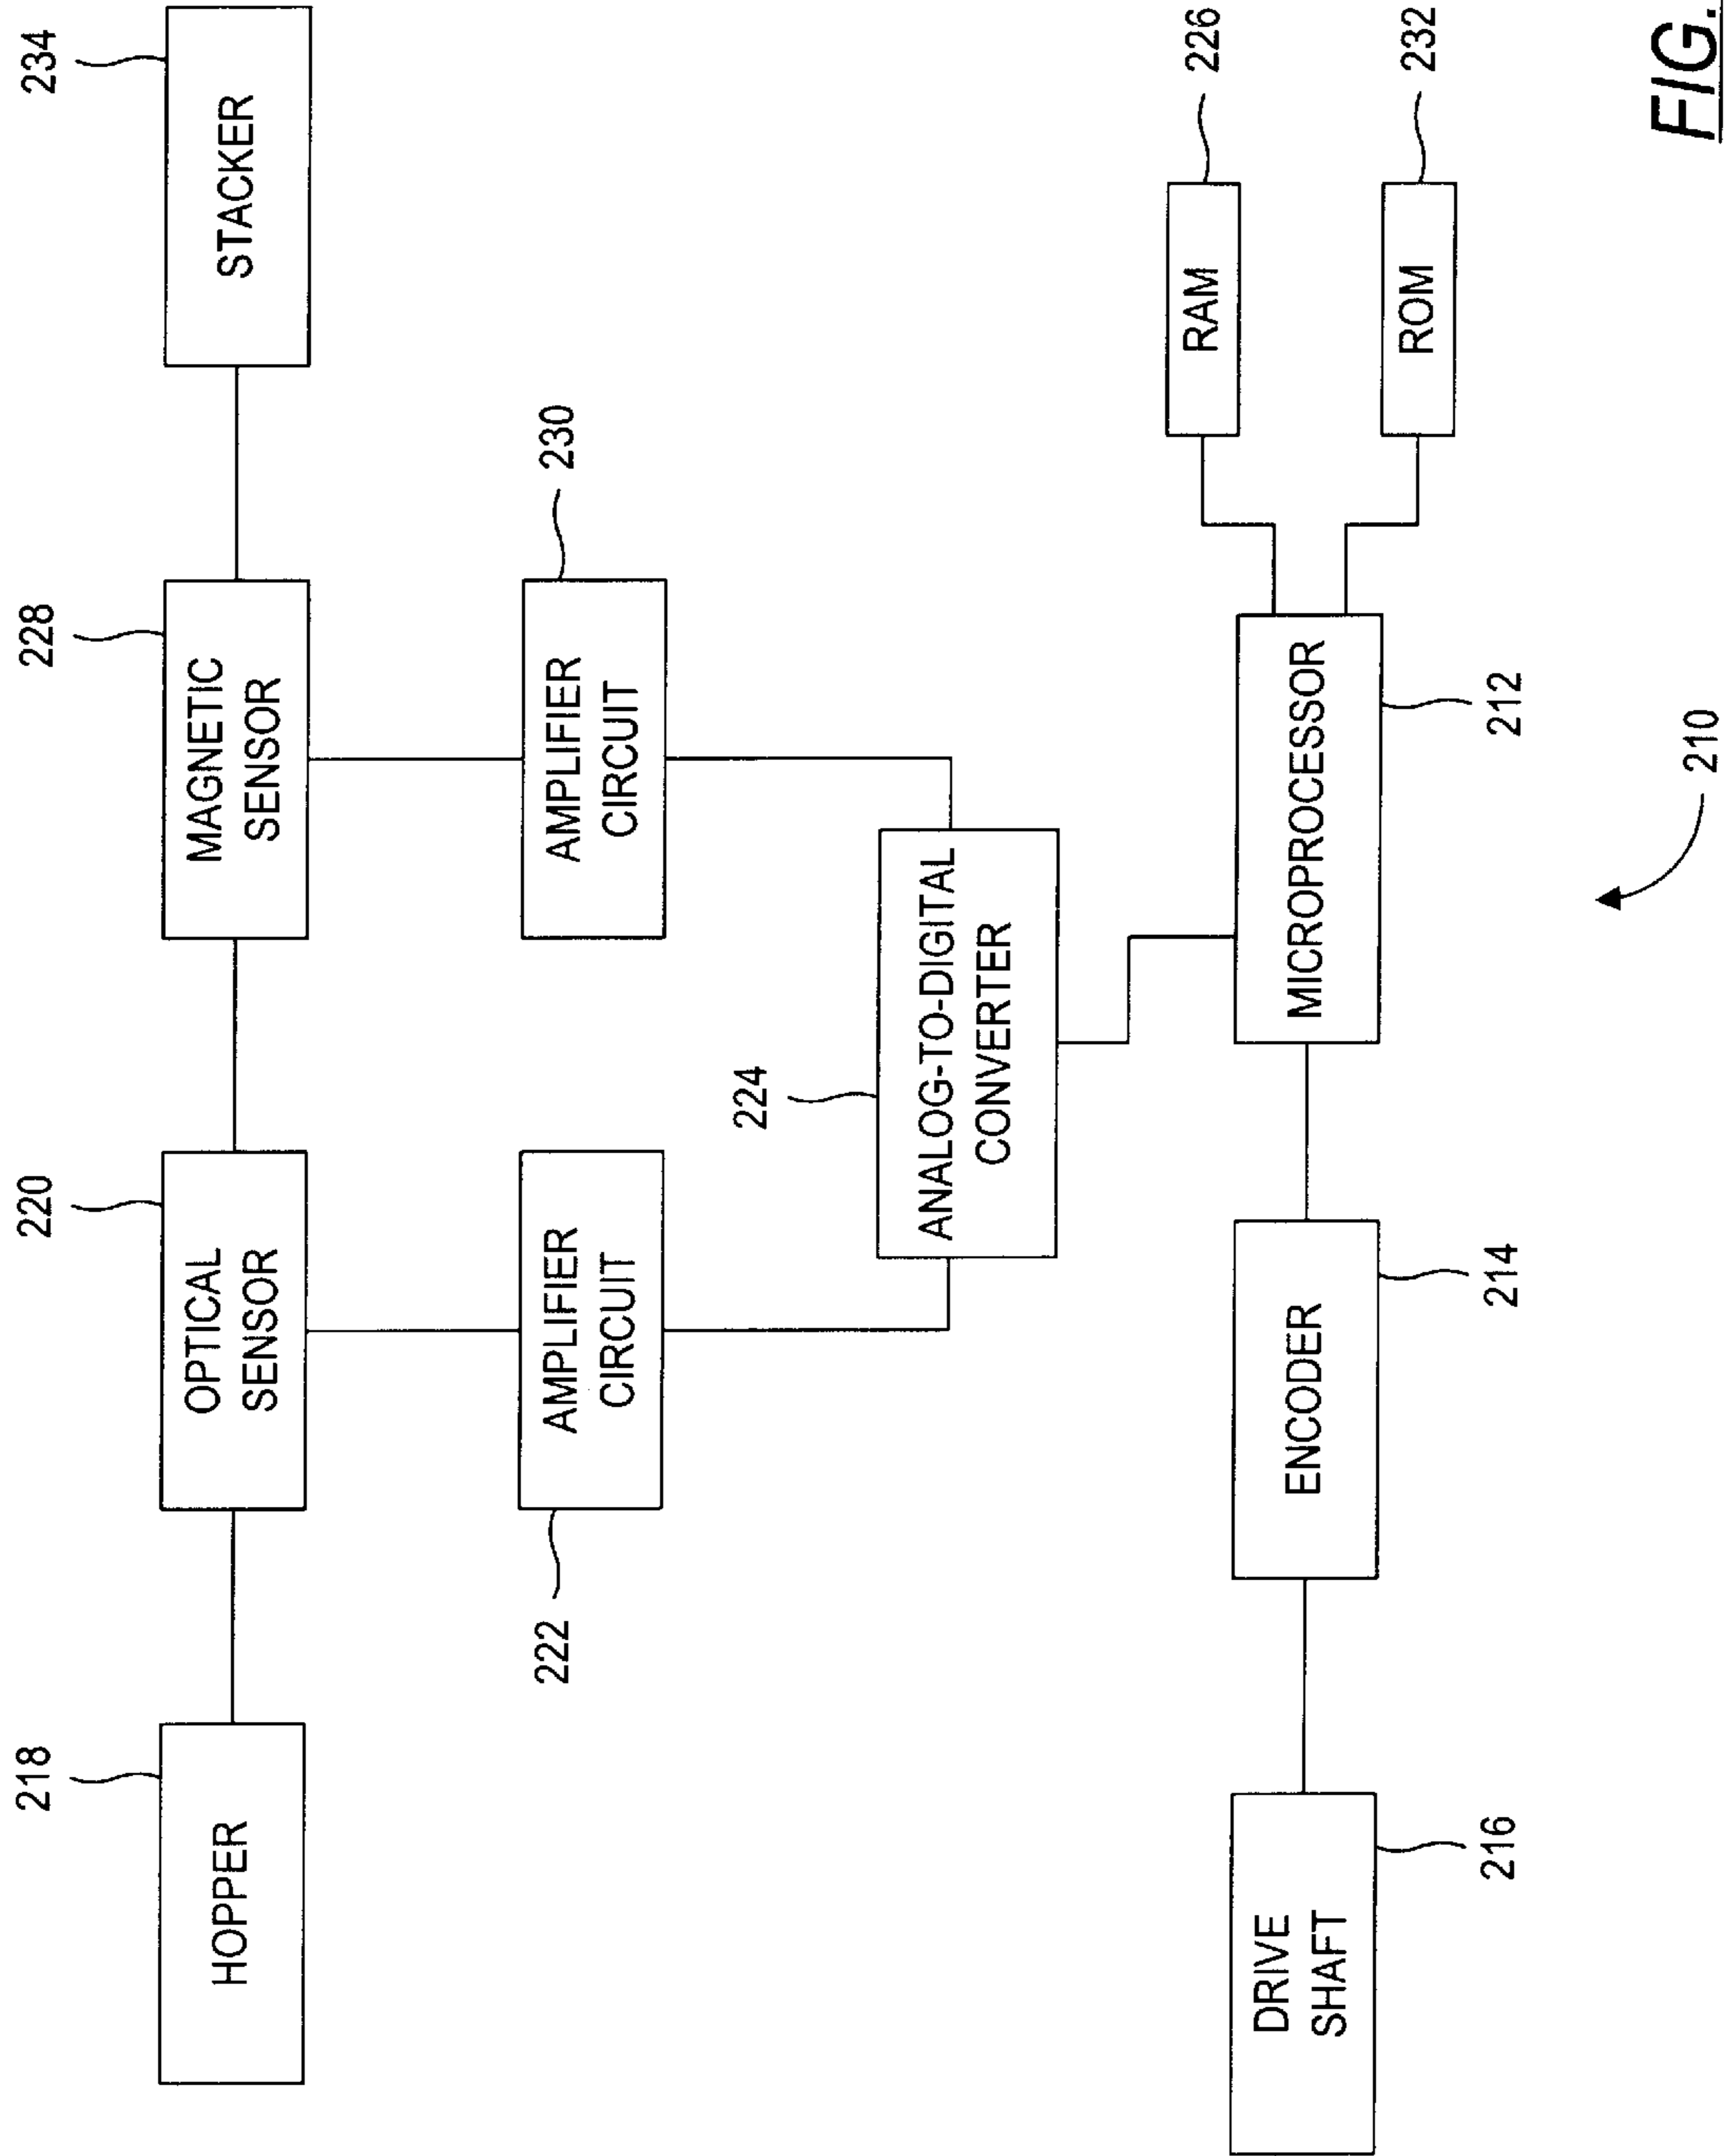 218
HOPPER
220
OPTICAL
SENSOR
228
MAGNETIC
SENSOR
234
STACKER
222
AMPLIFIER
CIRCUIT
230
AMPLIFIER
CIRCUIT
224
ANALOG-TO-DIGITAL
CONVERTER
RAM
226
ROM
232
DRIVE
SHAFT
216
ENCODER
214
MICROPROCESSOR
212
210
FIG.